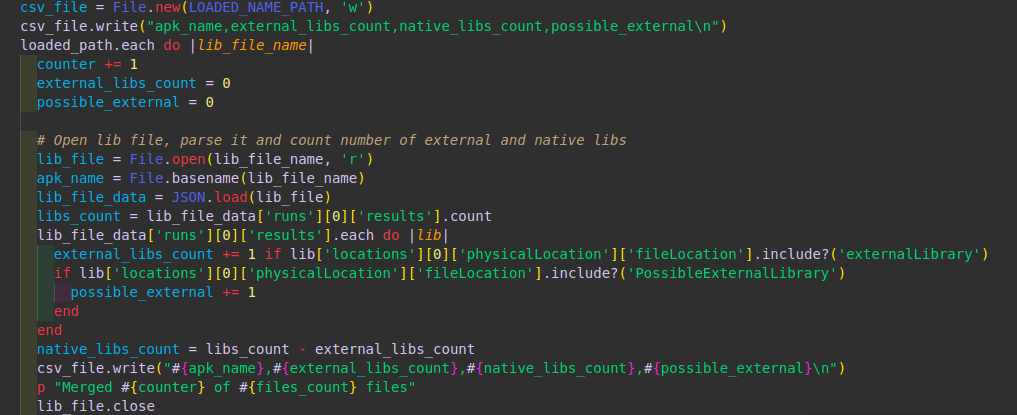 csv_file = File.new(LOADED_NAME_PATH, 'w')
csv_file.write("apk_name,external_libs_count,native_libs_count,possible_external\n")
loaded_path.each do |lib_file_name|
counter += 1
external_libs_count = 0
possible_external = 0
# Open lib file, parse it and count number of external and native libs
lib_file = File.open(lib_file_name, 'r')
apk_name = File.basename(lib_file_name)
lib_file_data = JSON.load(lib_file)
libs_count = lib_file_data['runs'][0]['results'].count
lib_file_data['runs'][0]['results'].each do |lib|
external_libs_count += 1 if lib['locations'][0]['physicalLocation']['fileLocation'].include?('externalLibrary')
if lib['locations'][0]['physicalLocation']['fileLocation'].include?('PossibleExternalLibrary')
possible_external += 1
end
end
native_libs_count = libs_count - external_libs_count
csv_file.write("#{apk_name},#{external_libs_count},#{native_libs_count},#{possible_external}\n")
p "Merged #{counter} of #{files_count} files"
lib_file.close